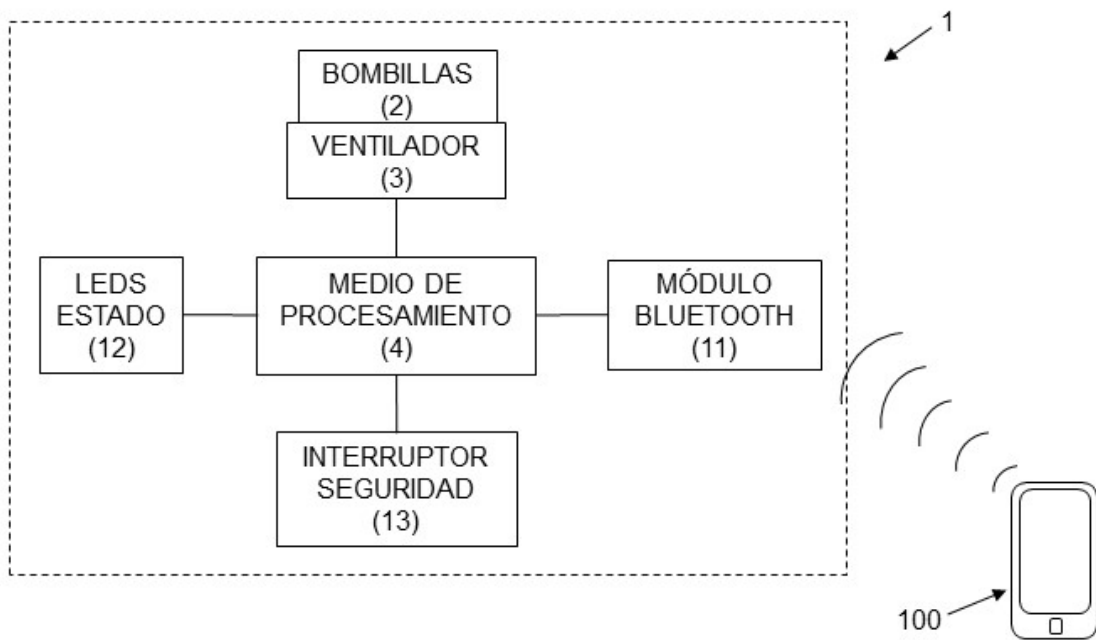 1
BOMBILLAS
(2)
VENTILADOR
(3)
LEDS
ESTADO
(12)
MEDIO DE
PROCESAMIENTO
(4)
MÓDULO
BLUETOOTH
(11)
INTERRUPTOR
SEGURIDAD
(13)
100